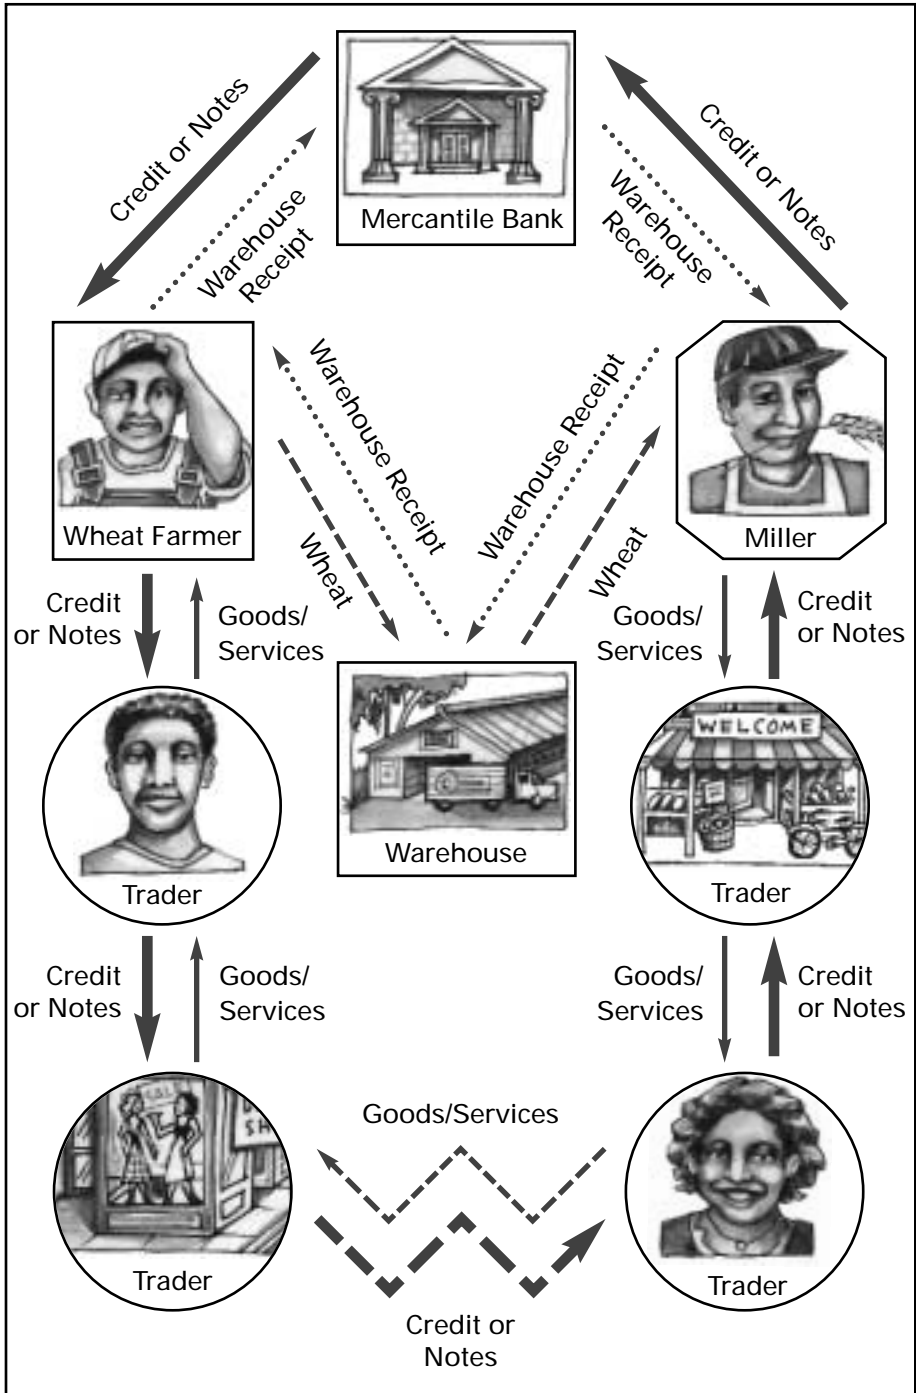 Credit or Notes
Warehouse
Receipt
Mercantile Bank
Credit or Notes
Warehouse
Receipt
Wheat Farmer
Warehouse Receipt
Wheat
Warehouse Receipt
Wheat
Miller
Credit
or Notes
Goods/
Services
Goods/
Services
Credit
or Notes
Trader
Warehouse
WELCOME
Trader
Credit
or Notes
Goods/
Services
Goods/
Services
Credit
or Notes
Trader
Goods/Services
Credit or
Notes
Trader